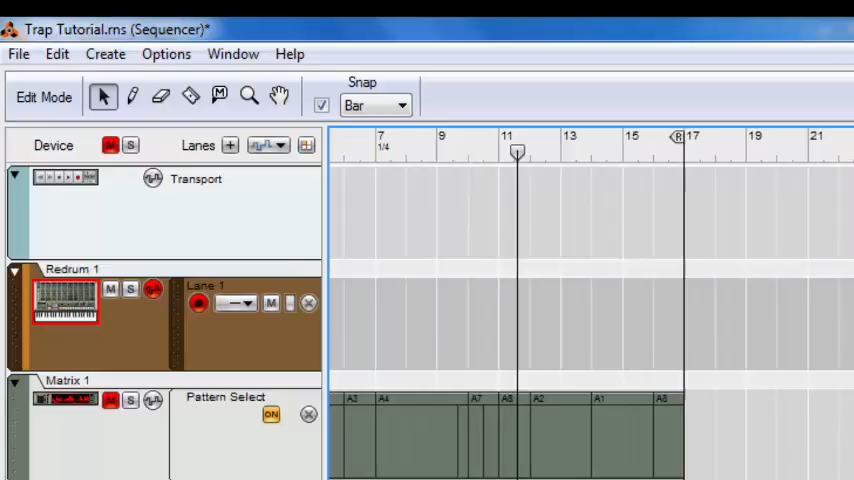 Trap Tutorial.rns (Sequencer)*
File Edit Create Options Window Help
Snap
Edit Mode M Bar
Device M S Lanes + 7 9 11 13 15 R 17 19 21
1/4
Transport
Redrum 1
M S Lane 1
M
Matrix 1
M S Pattern Select A3 A4 A7 A8 A2 A1 A6
ON